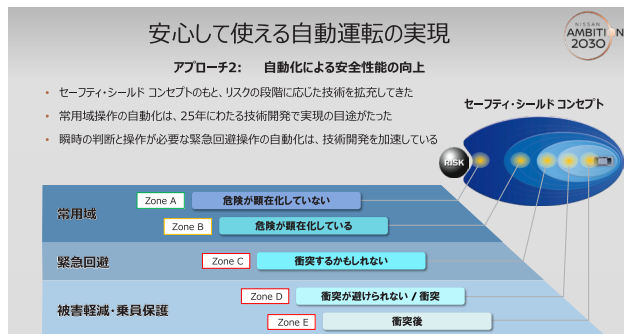 安心して使える自動運転の実現
NISSAN
AMBITION
2030
アプローチ2: 自動化による安全性能の向上
• セーフティ・シールド コンセプトのもと、リスクの段階に応じた技術を拡充してきた
• 常用域操作の自動化は、25年にわたる技術開発で実現の目途がたった
• 瞬時の判断と操作が必要な緊急回避操作の自動化は、技術開発を加速している
セーフティ・シールド コンセプト
RISK
常用域
Zone A 危険が顕在化していない
Zone B 危険が顕在化している
緊急回避
Zone C 衝突するかもしれない
被害軽減・乗員保護
Zone D 衝突が避けられない / 衝突
Zone E 衝突後